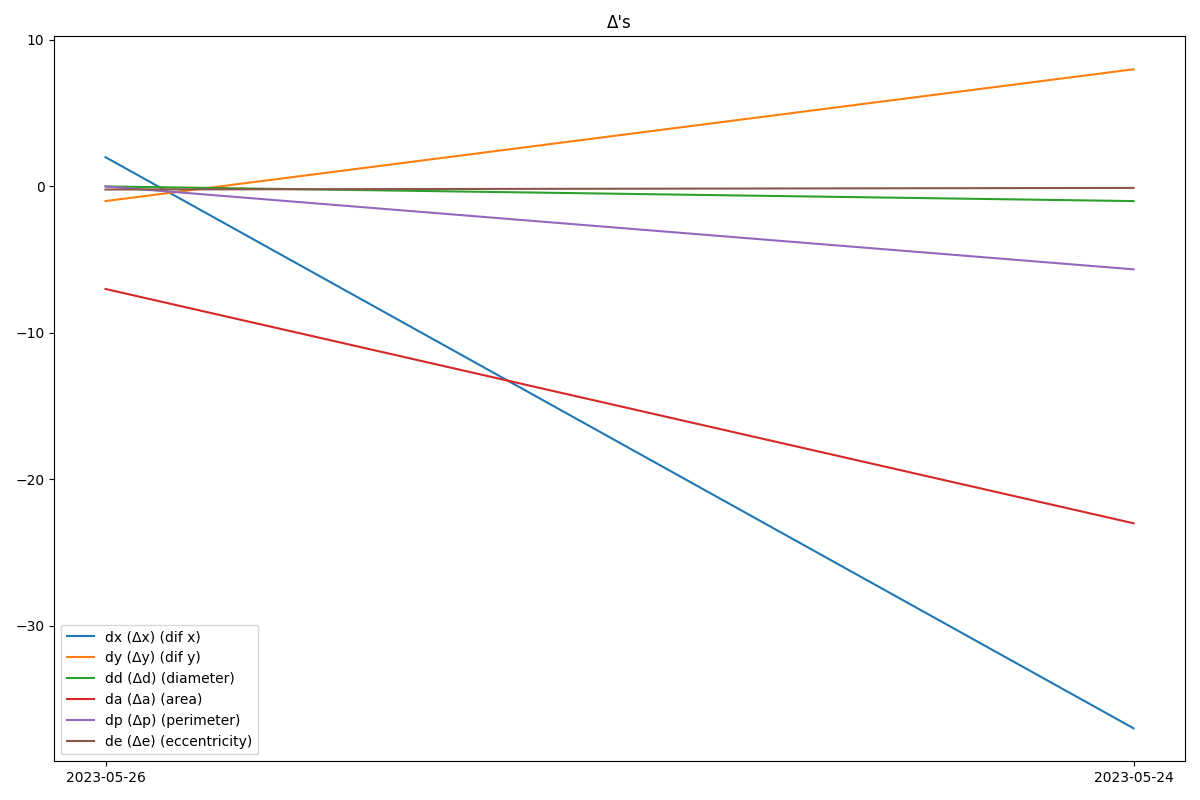 Δ's
10
0
−10
−20
−30
dx (Δx) (dif x)
dy (Δy) (dif y)
dd (Δd) (diameter)
da (Δa) (area)
dp (Δp) (perimeter)
de (Δe) (eccentricity)
2023-05-26
2023-05-24